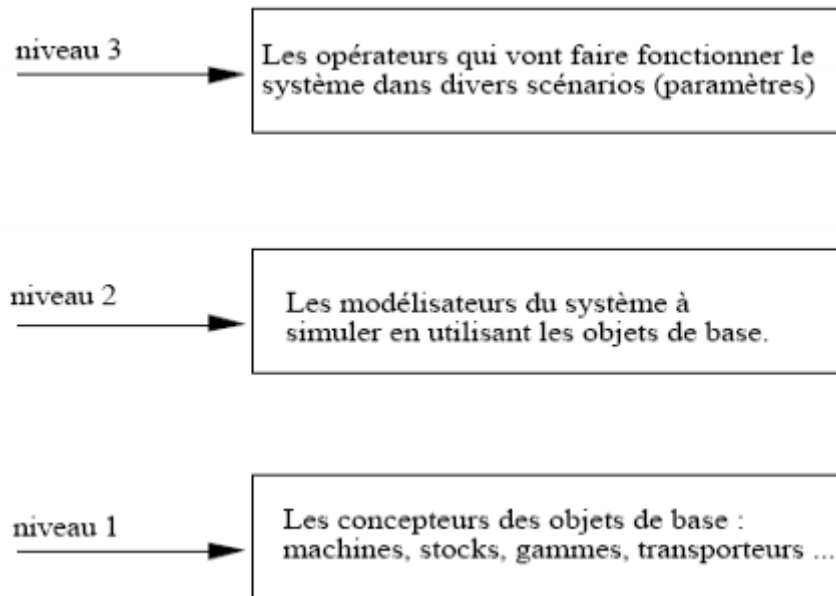 niveau 3
Les opérateurs qui vont faire fonctionner le
système dans divers scénarios (paramètres)
niveau 2
Les modélisateurs du système à
simuler en utilisant les objets de base.
niveau 1
Les concepteurs des objets de base :
machines, stocks, gammes, transporteurs ...